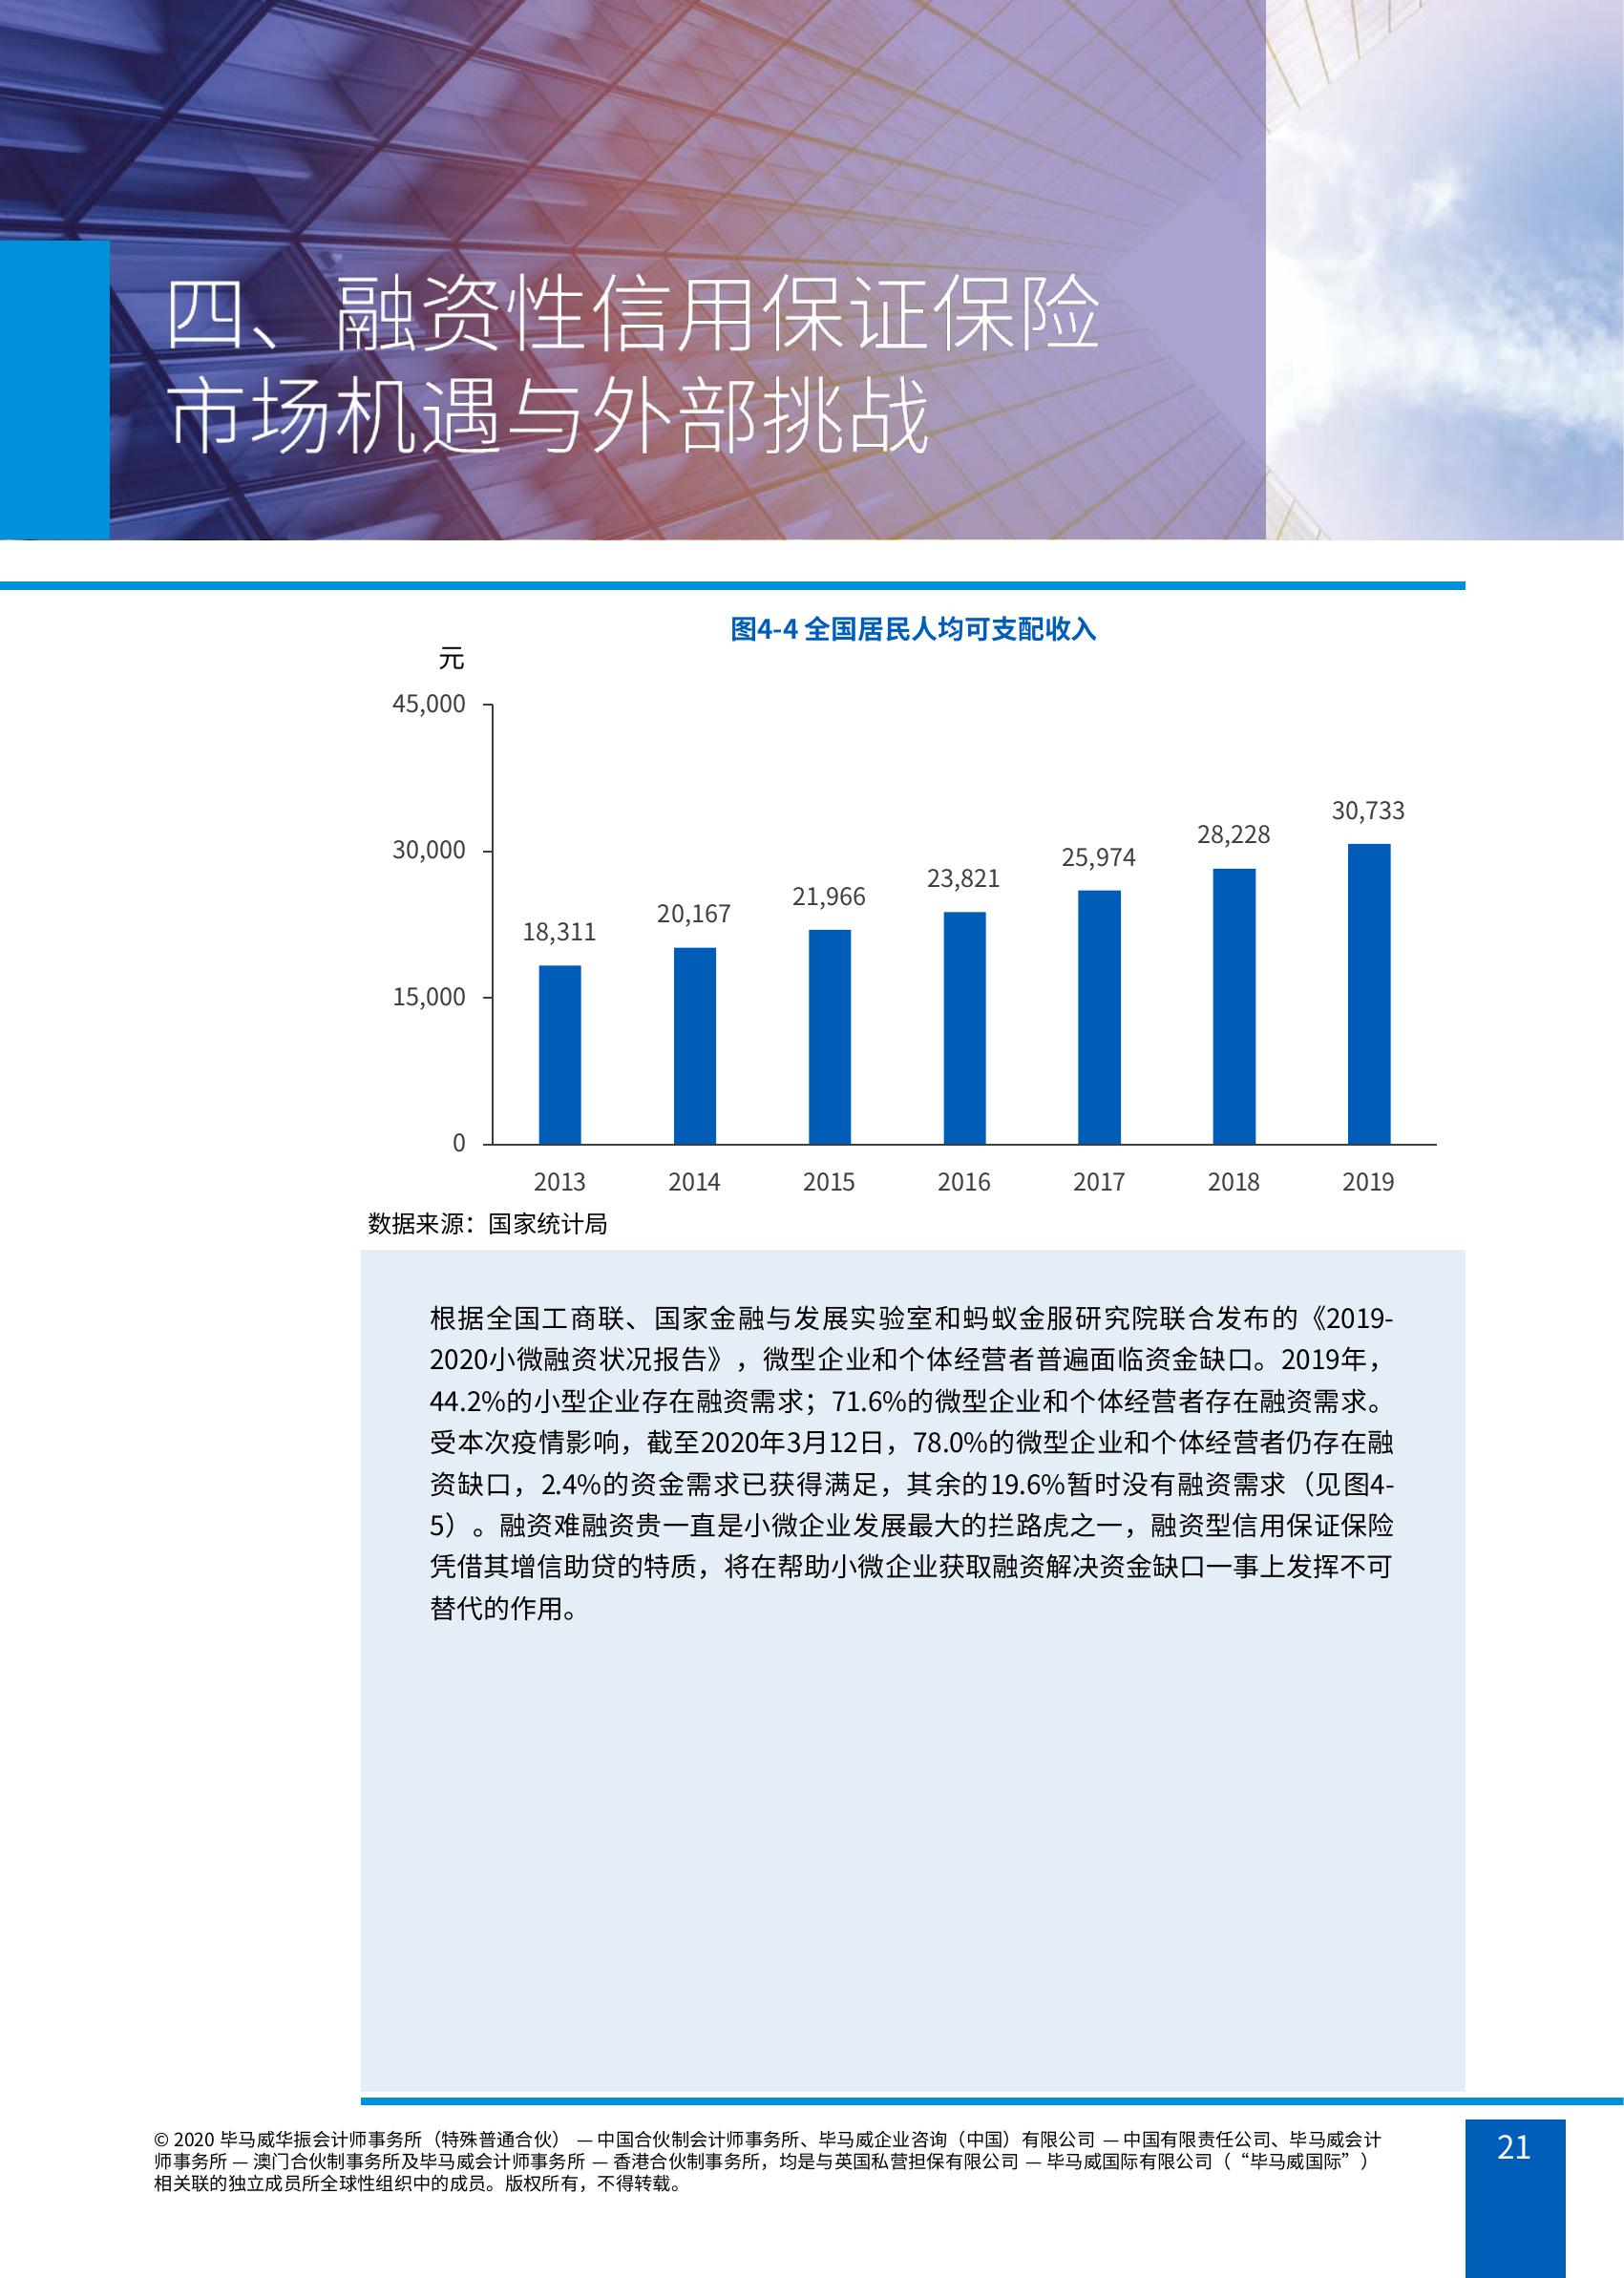 四、融资性信用保证保险
市场机遇与外部挑战
图4-4 全国居民人均可支配收入
元
45,000
30,000
15,000
0
18,311
20,167
21,966
23,821
25,974
28,228
30,733
2013 2014 2015 2016 2017 2018 2019
数据来源：国家统计局
根据全国工商联、国家金融与发展实验室和蚂蚁金服研究院联合发布的《2019-
2020小微融资状况报告》，微型企业和个体经营者普遍面临资金缺口。2019年，
44.2%的小型企业存在融资需求；71.6%的微型企业和个体经营者存在融资需求。
受本次疫情影响，截至2020年3月12日，78.0%的微型企业和个体经营者仍存在融
资缺口，2.4%的资金需求已获得满足，其余的19.6%暂时没有融资需求（见图4-
5）。融资难融资贵一直是小微企业发展最大的拦路虎之一，融资型信用保证保险
凭借其增信助贷的特质，将在帮助小微企业获取融资解决资金缺口一事上发挥不可
替代的作用。
© 2020 毕马威华振会计师事务所（特殊普通合伙） — 中国合伙制会计师事务所、毕马威企业咨询（中国）有限公司 — 中国有限责任公司、毕马威会计
师事务所 — 澳门合伙制事务所及毕马威会计师事务所 — 香港合伙制事务所，均是与英国私营担保有限公司 — 毕马威国际有限公司（“毕马威国际”）
相关联的独立成员所全球性组织中的成员。版权所有，不得转载。
21